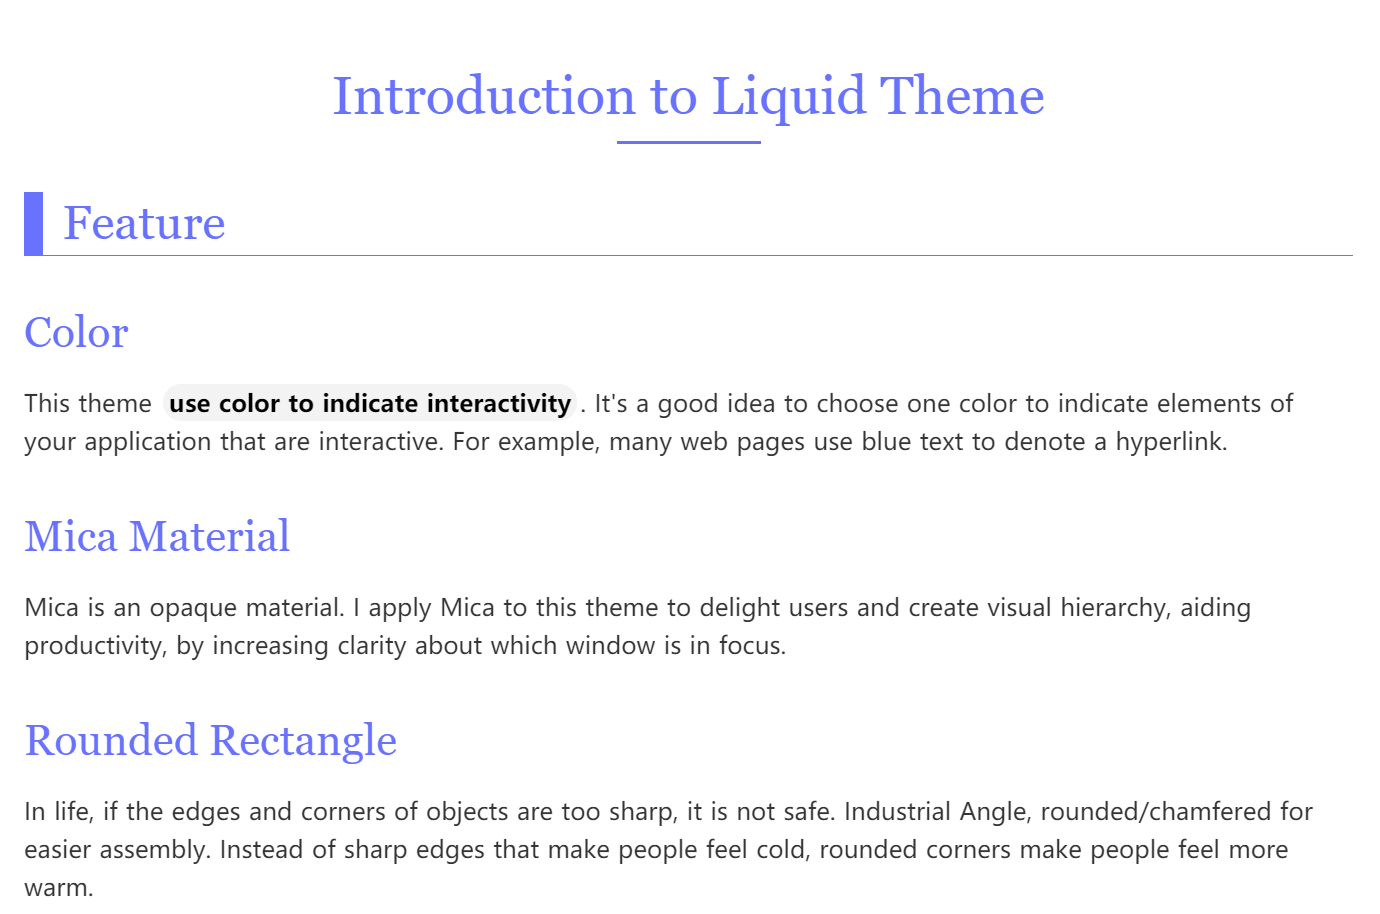 Introduction to Liquid Theme
Feature
Color
This theme use color to indicate interactivity . It's a good idea to choose one color to indicate elements of
your application that are interactive. For example, many web pages use blue text to denote a hyperlink.
Mica Material
Mica is an opaque material. I apply Mica to this theme to delight users and create visual hierarchy, aiding
productivity, by increasing clarity about which window is in focus.
Rounded Rectangle
In life, if the edges and corners of objects are too sharp, it is not safe. Industrial Angle, rounded/chamfered for
easier assembly. Instead of sharp edges that make people feel cold, rounded corners make people feel more
warm.